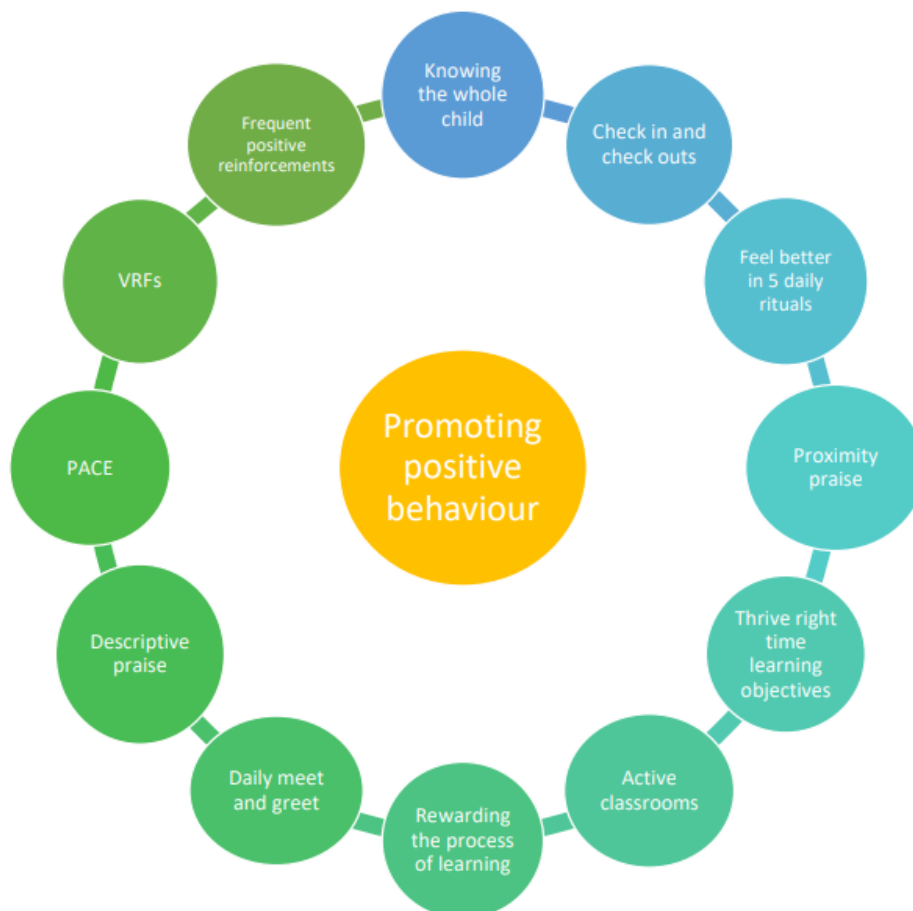 Knowing
the whole
child
Check in and
check outs
Feel better
in 5 daily
rituals
Proximity
praise
Thrive right
time
learning
objectives
Active
classrooms
Rewarding
the process
of learning
Daily meet
and greet
Descriptive
praise
PACE
VRFs
Frequent
positive
reinforcements
Promoting
positive
behaviour